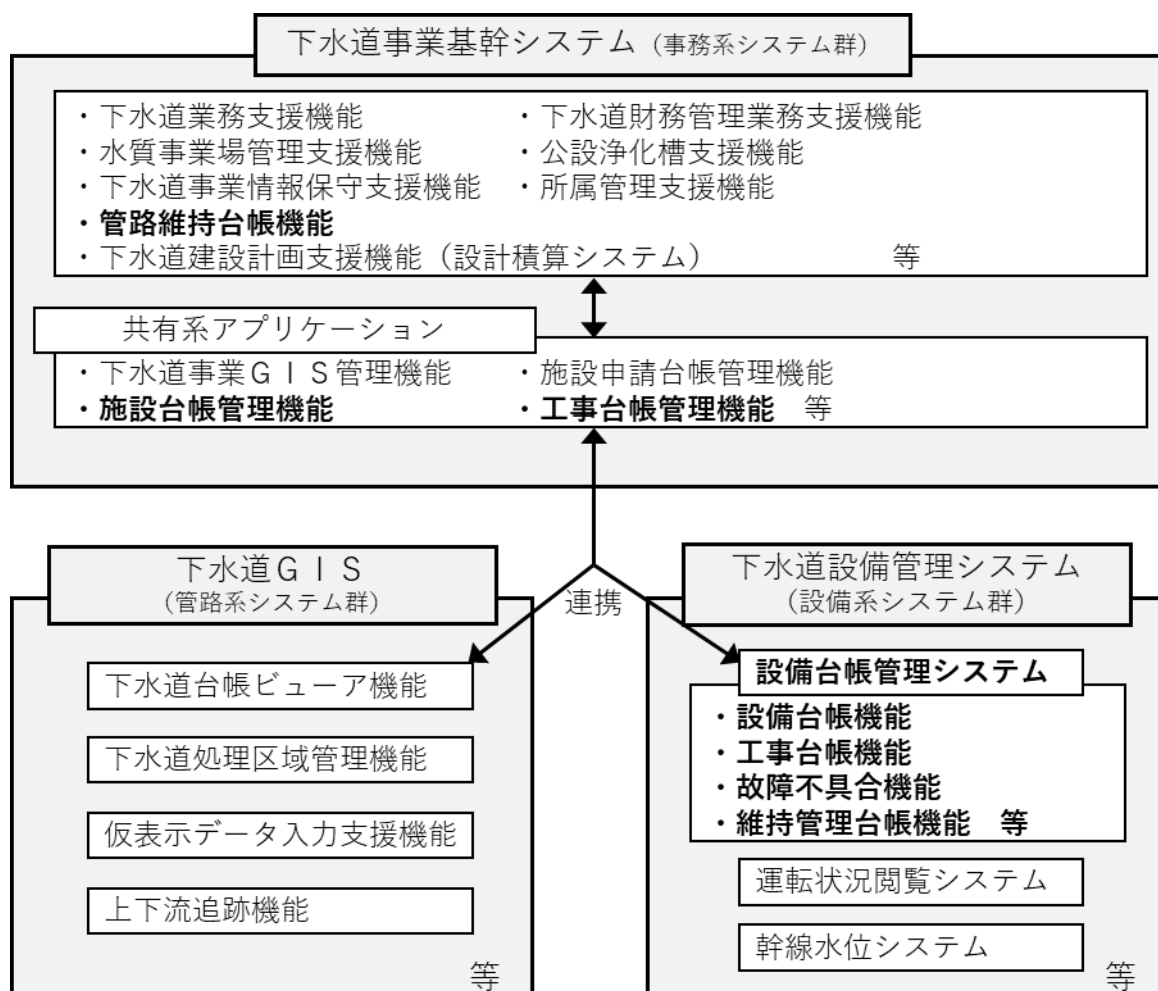 下水道事業基幹システム（事務系システム群）
・下水道業務支援機能
・下水道財務管理業務支援機能
・水質事業場管理支援機能
・公設浄化槽支援機能
・下水道事業情報保守支援機能
・所属管理支援機能
・管路維持台帳機能
・下水道建設計画支援機能（設計積算システム）　等
共有系アプリケーション
・下水道事業ＧＩＳ管理機能
・施設申請台帳管理機能
・施設台帳管理機能
・工事台帳管理機能　等
連携
下水道ＧＩＳ
(管路系システム群)
下水道台帳ビューア機能
下水道処理区域管理機能
仮表示データ入力支援機能
上下流追跡機能
等
下水道設備管理システム
(設備系システム群)
設備台帳管理システム
・設備台帳機能
・工事台帳機能
・故障不具合機能
・維持管理台帳機能　等
運転状況閲覧システム
幹線水位システム
等